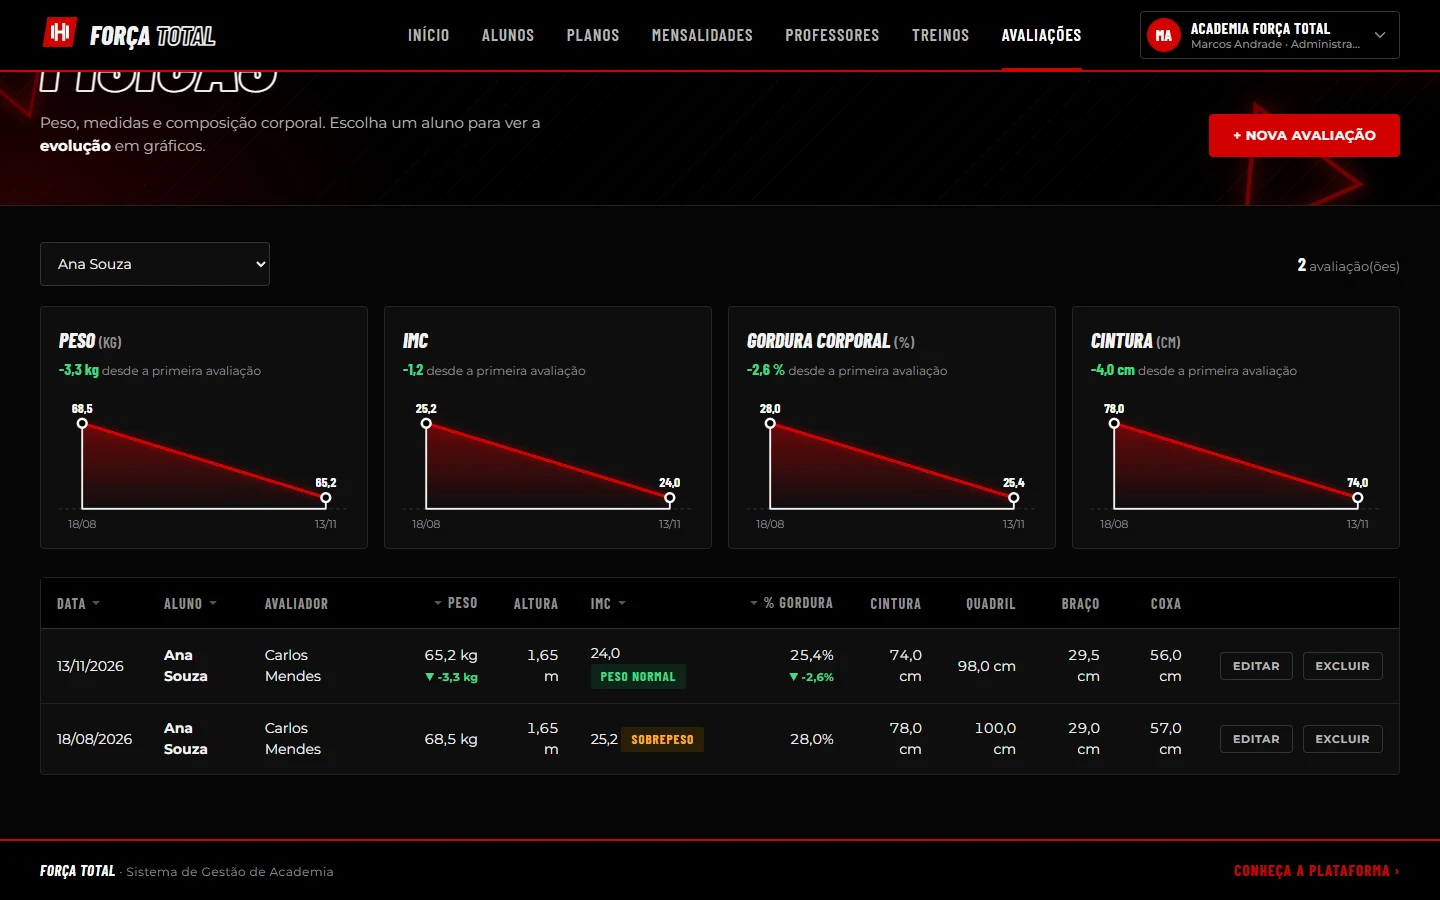 FORÇA TOTAL
INÍCIO
ALUNOS
PLANOS
MENSALIDADES
PROFESSORES
TREINOS
AVALIAÇÕES
MA
ACADEMIA FORÇA TOTAL
Marcos Andrade · Administra...
Peso, medidas e composição corporal. Escolha um aluno para ver a
evolução em gráficos.
+ NOVA AVALIAÇÃO
Ana Souza
2 avaliação(ões)
PESO (KG)
-3,3 kg desde a primeira avaliação
68,5
65,2
18/08
13/11
IMC
-1,2 desde a primeira avaliação
25,2
24,0
18/08
13/11
GORDURA CORPORAL (%)
-2,6 % desde a primeira avaliação
28,0
25,4
18/08
13/11
CINTURA (CM)
-4,0 cm desde a primeira avaliação
78,0
74,0
18/08
13/11
DATA ALUNO AVALIADOR PESO ALTURA IMC % GORDURA CINTURA QUADRIL BRAÇO COXA
13/11/2026
Ana
Souza
Carlos
Mendes
65,2 kg
▼ -3,3 kg
1,65
m
24,0
PESO NORMAL
25,4%
▼ -2,6%
74,0
cm
98,0 cm
29,5
cm
56,0
cm
EDITAR
EXCLUIR
18/08/2026
Ana
Souza
Carlos
Mendes
68,5 kg
1,65
m
25,2 SOBREPESO
28,0%
78,0
cm
100,0
cm
29,0
cm
57,0
cm
EDITAR
EXCLUIR
FORÇA TOTAL · Sistema de Gestão de Academia
CONHEÇA A PLATAFORMA ›